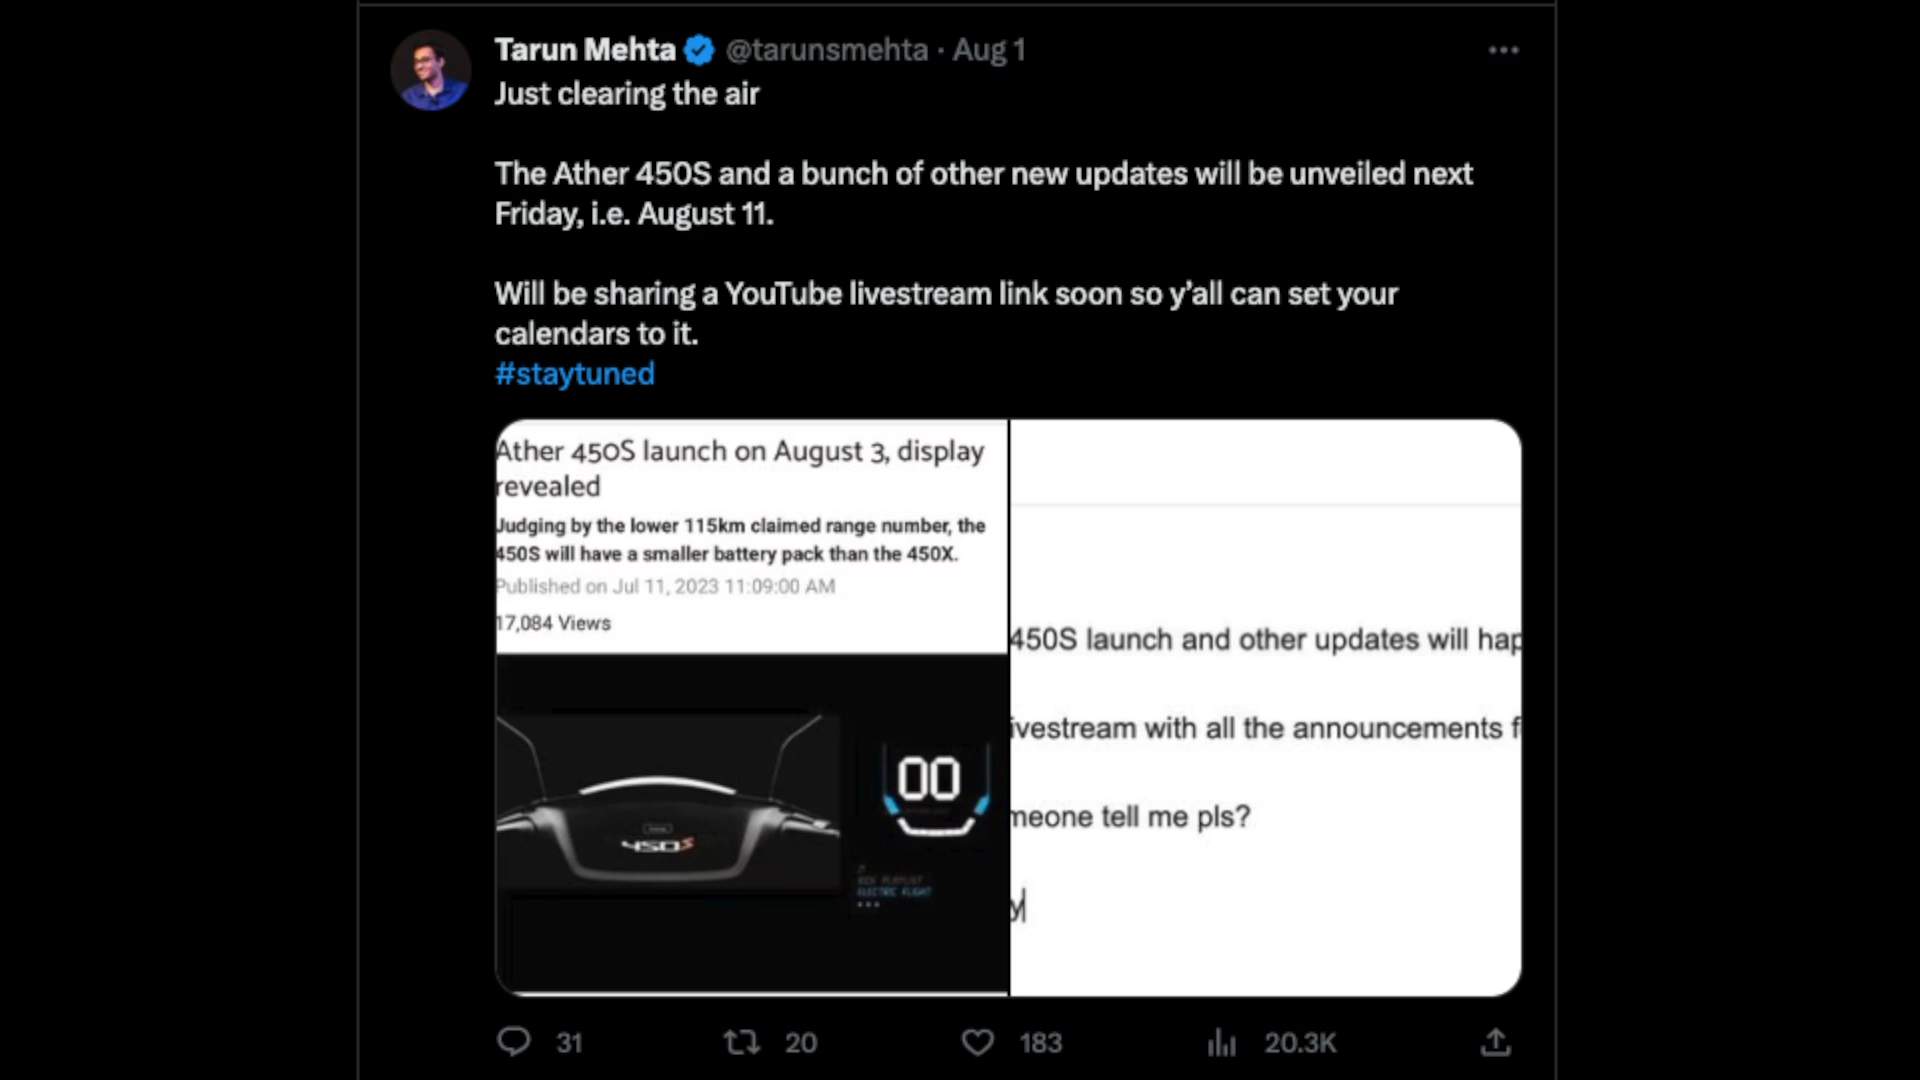 Tarun Mehta @tarunsmehta · Aug 1
Just clearing the air
The Ather 450S and a bunch of other new updates will be unveiled next
Friday, i.e. August 11.
Will be sharing a YouTube livestream link soon so y'all can set your
calendars to it.
#staytuned
Ather 450S launch on August 3, display
revealed
Judging by the lower 115km claimed range number, the
450S will have a smaller battery pack than the 450X.
Published on Jul 11, 2023 11:09:00 AM
17,084 Views
450S
00
RIDE PLAYLIST
ELECTRIC FLIGHT
450S launch and other updates will hap
ivestream with all the announcements f
meone tell me pls?
y
31 20 183 20.3K